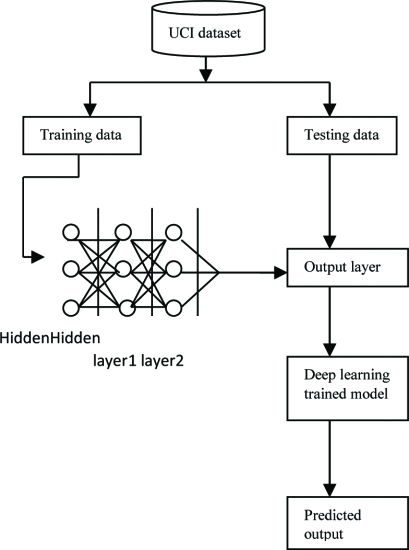 UCI dataset
Training data
Testing data
Output layer
HiddenHidden
layer1 layer2
Deep learning
trained model
Predicted
output